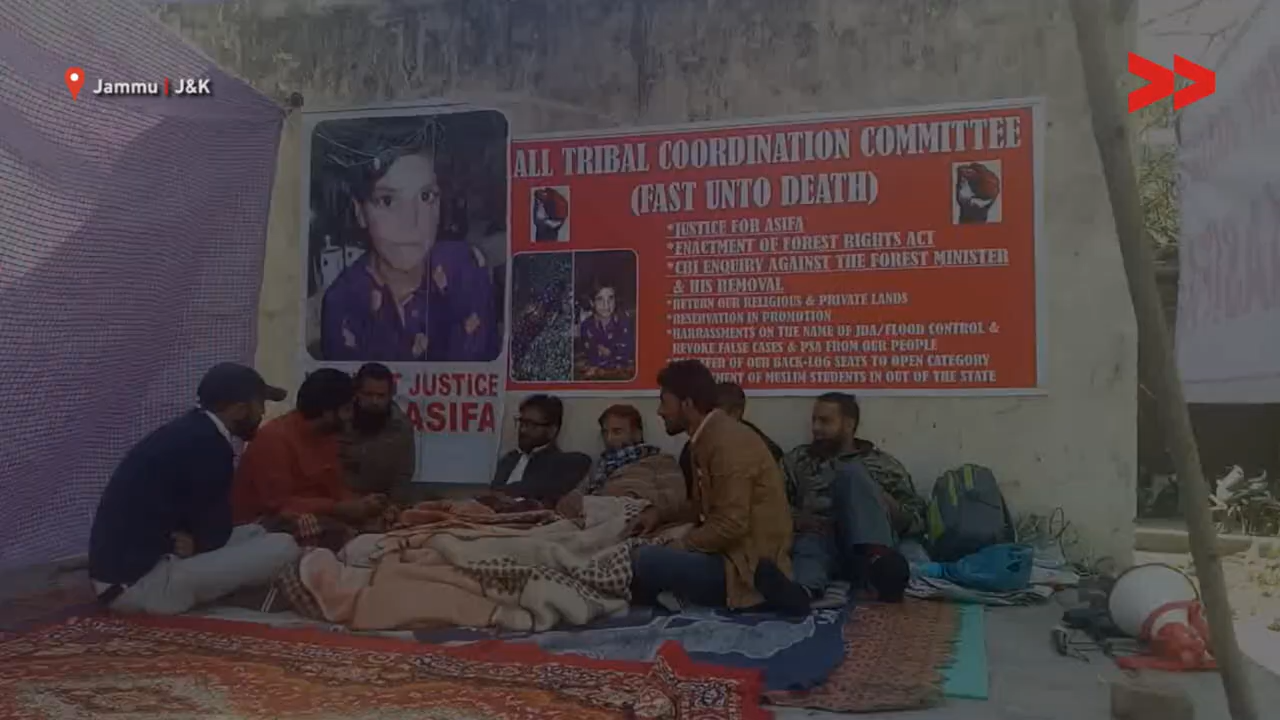 Jammu | J&K
ALL TRIBAL COORDINATION COMMITTEE
(FAST UNTO DEATH)
*JUSTICE FOR ASIFA
*ENACTMENT OF FOREST RIGHTS ACT
*CBI ENQUIRY AGAINST THE FOREST MINISTER
& HIS REMOVAL
*RETURN OUR RELIGIOUS & PRIVATE LANDS
*RESERVATION IN PROMOTION
*HARRASSMENTS ON THE NAME OF JDA/FLOOD CONTROL &
REVOKE FALSE CASES & PSA FROM OUR PEOPLE
OF OUR BACK-LOG SEATS TO OPEN CATEGORY
OF MUSLIM STUDENTS IN OUT OF THE STATE
JUSTICE
ASIFA